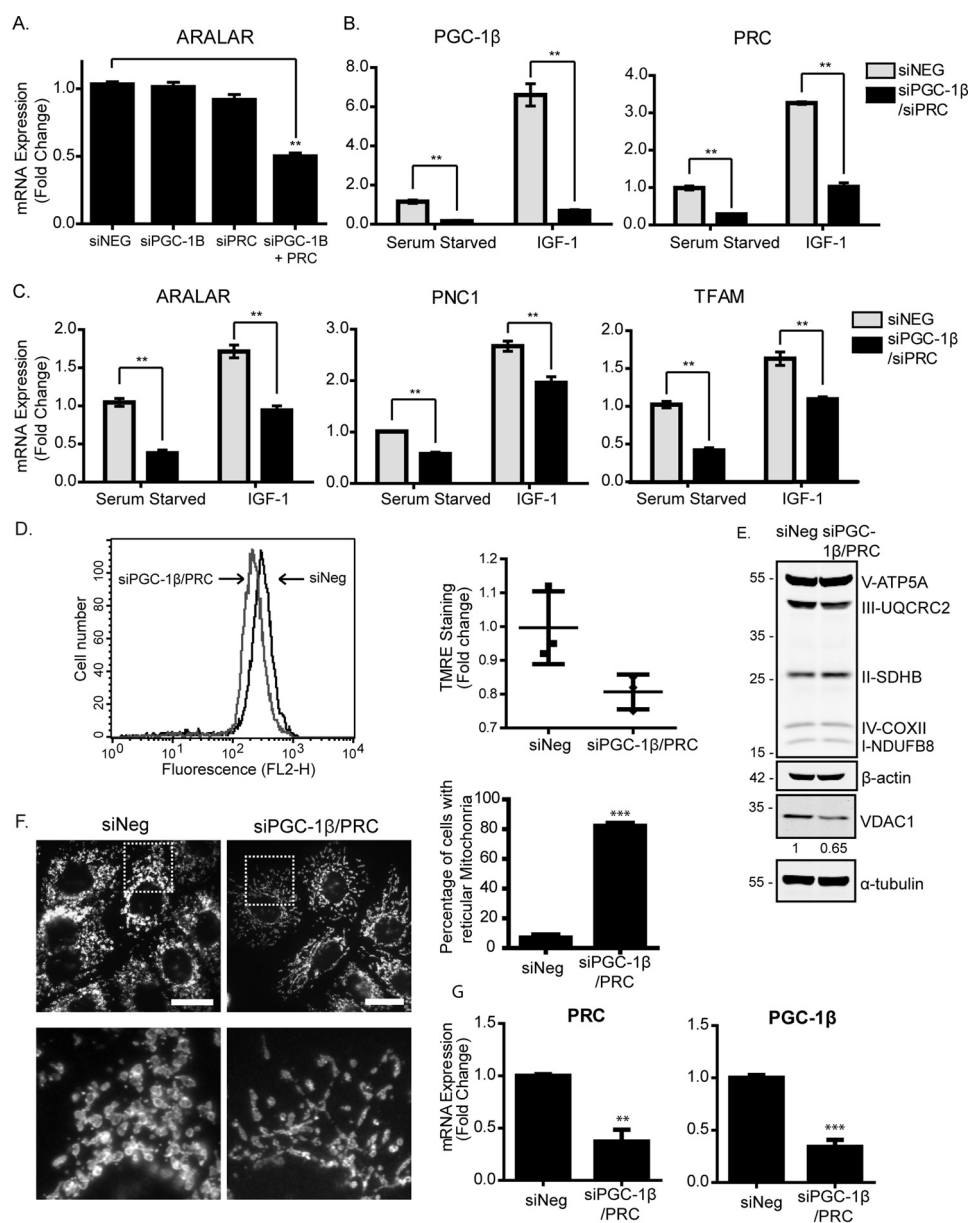 A.
ARALAR
mRNA Expression
(Fold Change)
1.0
0.5
0.0
**
siNEG
siPGC-1B
siPRC
siPGC-1B
+ PRC
B.
PGC-1β
8.0
6.0
4.0
2.0
0.0
**
**
Serum Starved
IGF-1
PRC
4.0
3.0
2.0
1.0
0.0
**
**
Serum Starved
IGF-1
siNEG
siPGC-1β
/siPRC
C.
ARALAR
mRNA Expression
(Fold Change)
2.0
1.5
1.0
0.5
0.0
**
**
Serum Starved
IGF-1
PNC1
3.0
2.0
1.0
0.0
**
**
Serum Starved
IGF-1
TFAM
2.0
1.5
1.0
0.5
0.0
**
**
Serum Starved
IGF-1
siNEG
siPGC-1β
/siPRC
D.
Cell number
0 20 40 60 80 100
siPGC-1β/PRC
siNeg
10⁰ 10¹ 10² 10³ 10⁴
Fluorescence (FL2-H)
TMRE Staining
(Fold change)
1.2
1.1
1.0
0.9
0.8
0.7
siNeg
siPGC-1β/PRC
E.
siNeg siPGC-
1β/PRC
55 -
35 -
25 -
15 -
V-ATP5A
III-UQCRC2
II-SDHB
IV-COXII
I-NDUFB8
42 -
β-actin
35 -
VDAC1
1 0.65
55 -
α-tubulin
F.
siNeg
siPGC-1β/PRC
Percentage of cells with
reticular Mitochonria
100
80
60
40
20
0
***
siNeg
siPGC-1β
/PRC
G
PRC
mRNA Expression
(Fold Change)
1.5
1.0
0.5
0.0
**
siNeg
siPGC-1β
/PRC
PGC-1β
1.5
1.0
0.5
0.0
***
siNeg
siPGC-1β
/PRC